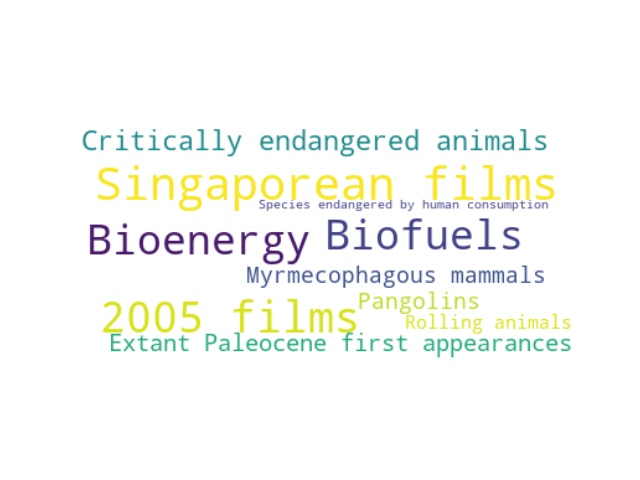 Critically endangered animals
Singaporean films
Species endangered by human consumption
Bioenergy
Biofuels
Myrmecophagous mammals
2005 films
Pangolins
Rolling animals
Extant Paleocene first appearances